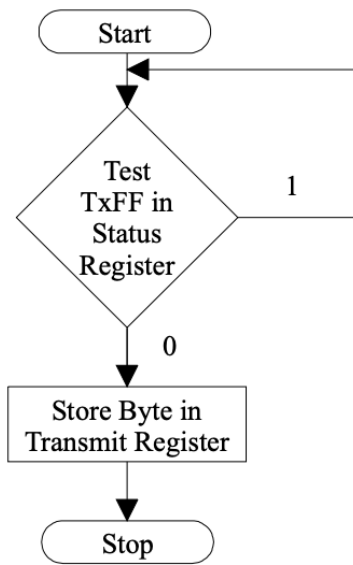 Start
Test
TxFF in
Status
Register
1
0
Store Byte in
Transmit Register
Stop